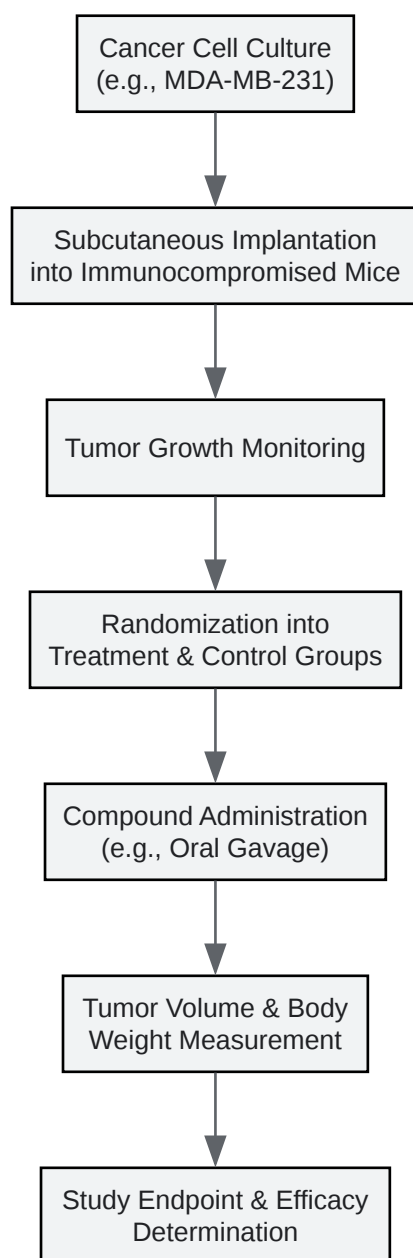 Cancer Cell Culture
(e.g., MDA-MB-231)
Subcutaneous Implantation
into Immunocompromised Mice
Tumor Growth Monitoring
Randomization into
Treatment & Control Groups
Compound Administration
(e.g., Oral Gavage)
Tumor Volume & Body
Weight Measurement
Study Endpoint & Efficacy
Determination